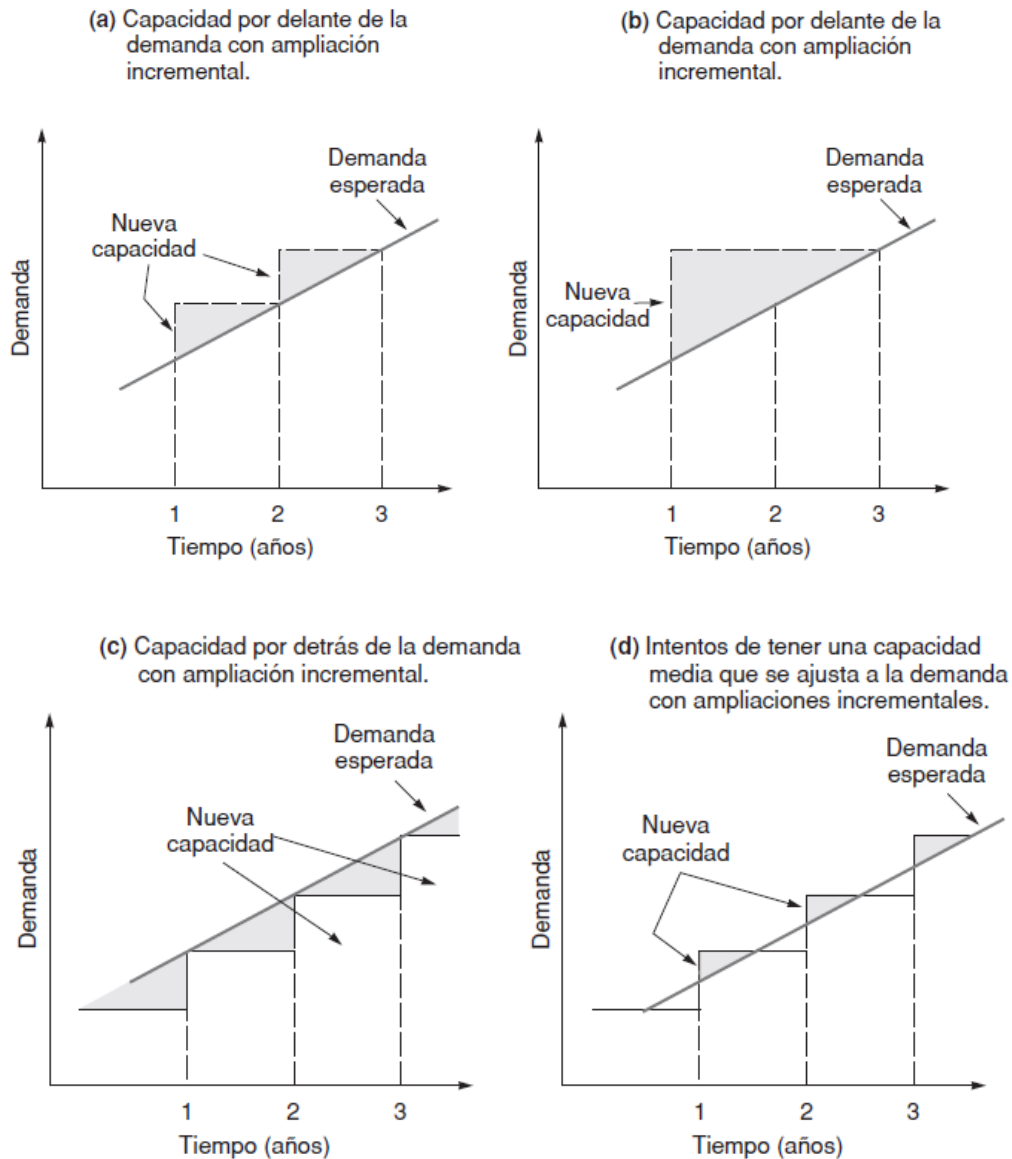 (a) Capacidad por delante de la
demanda con ampliación
incremental.
Demanda
esperada
Nueva
capacidad
Demanda
1
2
3
Tiempo (años)
(b) Capacidad por delante de la
demanda con ampliación
incremental.
Demanda
esperada
Nueva
capacidad
Demanda
1
2
3
Tiempo (años)
(c) Capacidad por detrás de la demanda
con ampliación incremental.
Demanda
esperada
Nueva
capacidad
Demanda
1
2
3
Tiempo (años)
(d) Intentos de tener una capacidad
media que se ajusta a la demanda
con ampliaciones incrementales.
Demanda
esperada
Nueva
capacidad
Demanda
1
2
3
Tiempo (años)